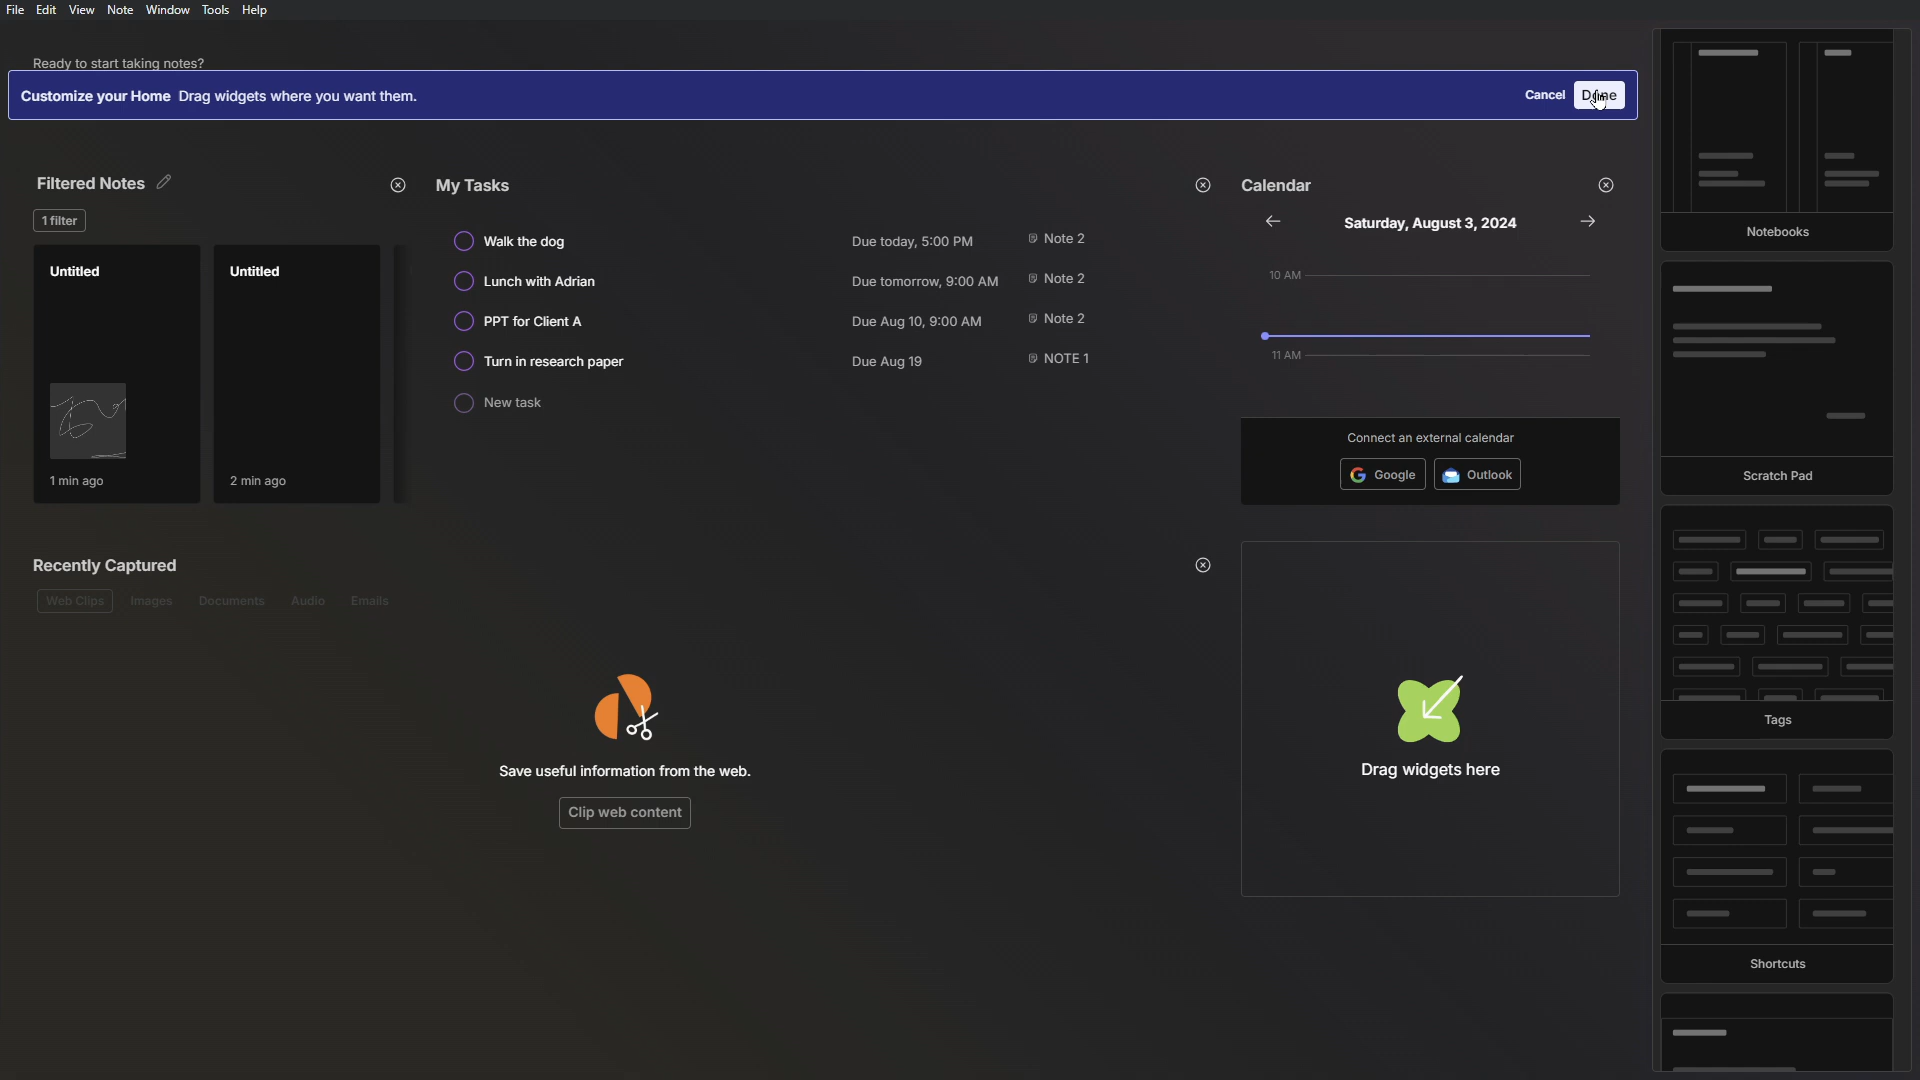 File Edit View Note Window Tools Help
Ready to start taking notes?
Customize your Home Drag widgets where you want them.
Cancel Done
Filtered Notes
1 filter
Untitled
1 min ago
Untitled
2 min ago
My Tasks
Walk the dog Due today, 5:00 PM Note 2
Lunch with Adrian Due tomorrow, 9:00 AM Note 2
PPT for Client A Due Aug 10, 9:00 AM Note 2
Turn in research paper Due Aug 19 NOTE 1
New task
Calendar
Saturday, August 3, 2024
10 AM
11 AM
Connect an external calendar
Google Outlook
Recently Captured
Web Clips Images Documents Audio Emails
Save useful information from the web.
Clip web content
Drag widgets here
Notebooks
Scratch Pad
Tags
Shortcuts